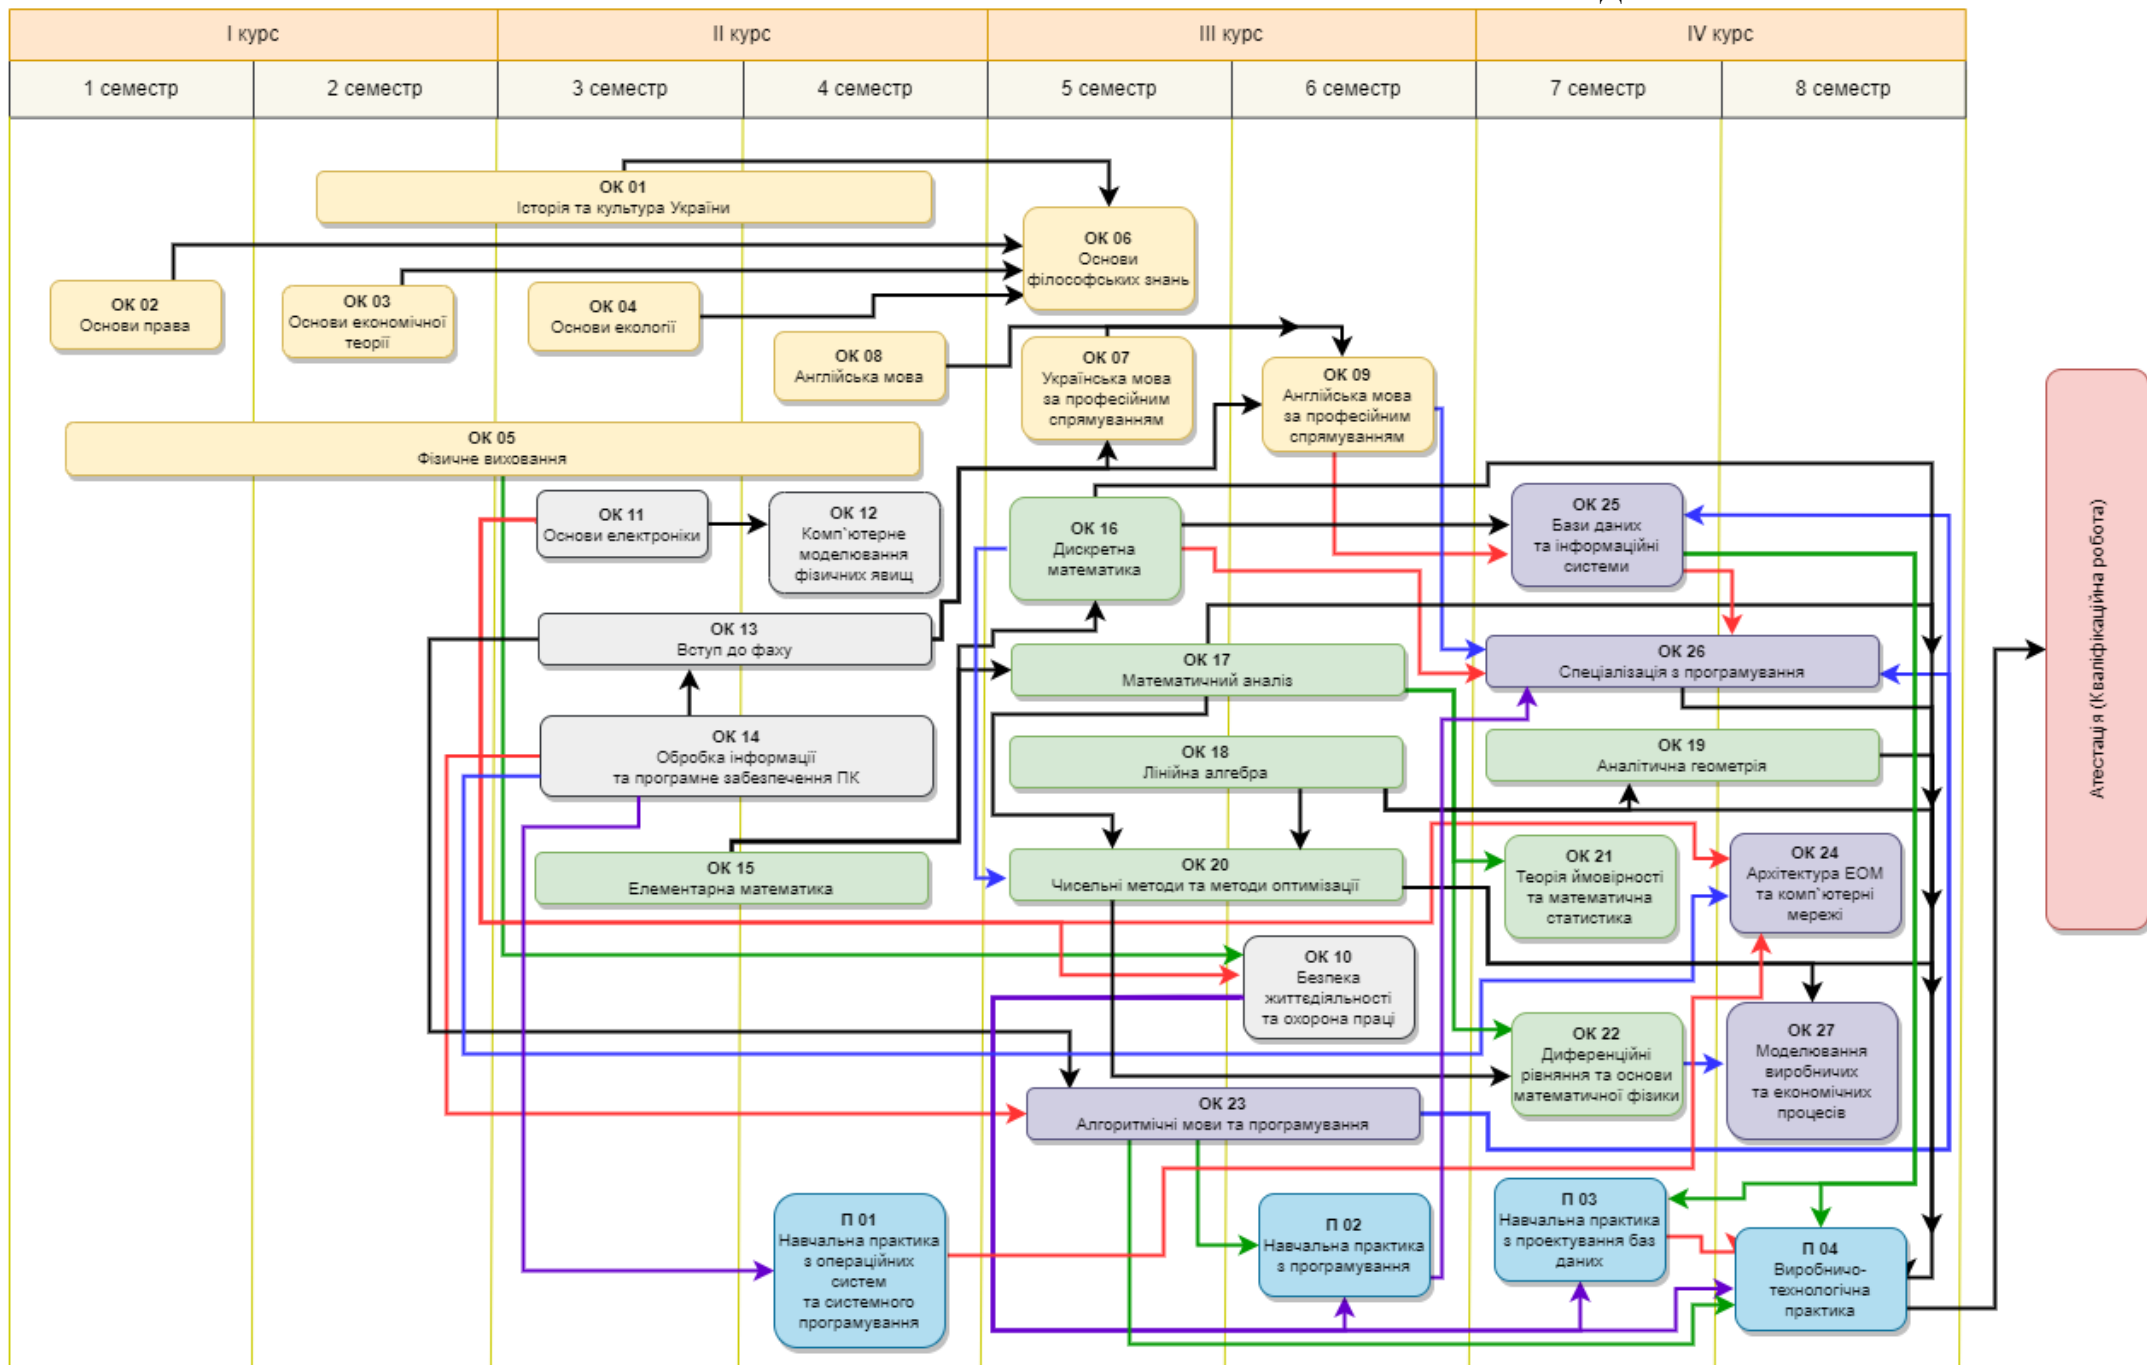 І курс
ІІ курс
ІІІ курс
IV курс
1 семестр
2 семестр
3 семестр
4 семестр
5 семестр
6 семестр
7 семестр
8 семестр
ОК 01
Історія та культура України
ОК 06
Основи
філософських знань
ОК 02
Основи права
ОК 03
Основи економічної
теорії
ОК 04
Основи екології
ОК 08
Англійська мова
ОК 07
Українська мова
за професійним
спрямуванням
ОК 09
Англійська мова
за професійним
спрямуванням
ОК 05
Фізичне виховання
ОК 11
Основи електроніки
ОК 12
Комп`ютерне
моделювання
фізичних явищ
ОК 16
Дискретна
математика
ОК 25
Бази даних
та інформаційні
системи
ОК 13
Вступ до фаху
ОК 17
Математичний аналіз
ОК 26
Спеціалізація з програмування
ОК 14
Обробка інформації
та програмне забезпечення ПК
ОК 18
Лінійна алгебра
ОК 19
Аналітична геометрія
ОК 15
Елементарна математика
ОК 20
Чисельні методи та методи оптимізації
ОК 21
Теорія ймовірності
та математична
статистика
ОК 24
Архітектура ЕОМ
та комп`ютерні
мережі
ОК 10
Безпека
життєдіяльності
та охорона праці
ОК 22
Диференційні
рівняння та основи
математичної фізики
ОК 27
Моделювання
виробничих
та економічних
процесів
ОК 23
Алгоритмічні мови та програмування
П 01
Навчальна практика
з операційних
систем
та системного
програмування
П 02
Навчальна практика
з програмування
П 03
Навчальна практика
з проектування баз
даних
П 04
Виробничо-
технологічна
практика
Атестація (Кваліфікаційна робота)